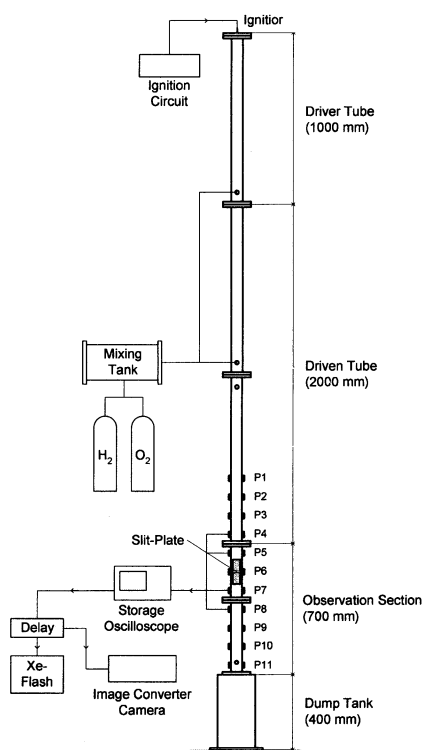 Ignitior
Ignition
Circuit
Driver Tube
(1000 mm)
Mixing
Tank
H2
O2
Driven Tube
(2000 mm)
P1
P2
P3
P4
Slit-Plate
P5
P6
P7
P8
P9
P10
P11
Storage
Oscilloscope
Delay
Xe-
Flash
Image Converter
Camera
Observation Section
(700 mm)
Dump Tank
(400 mm)